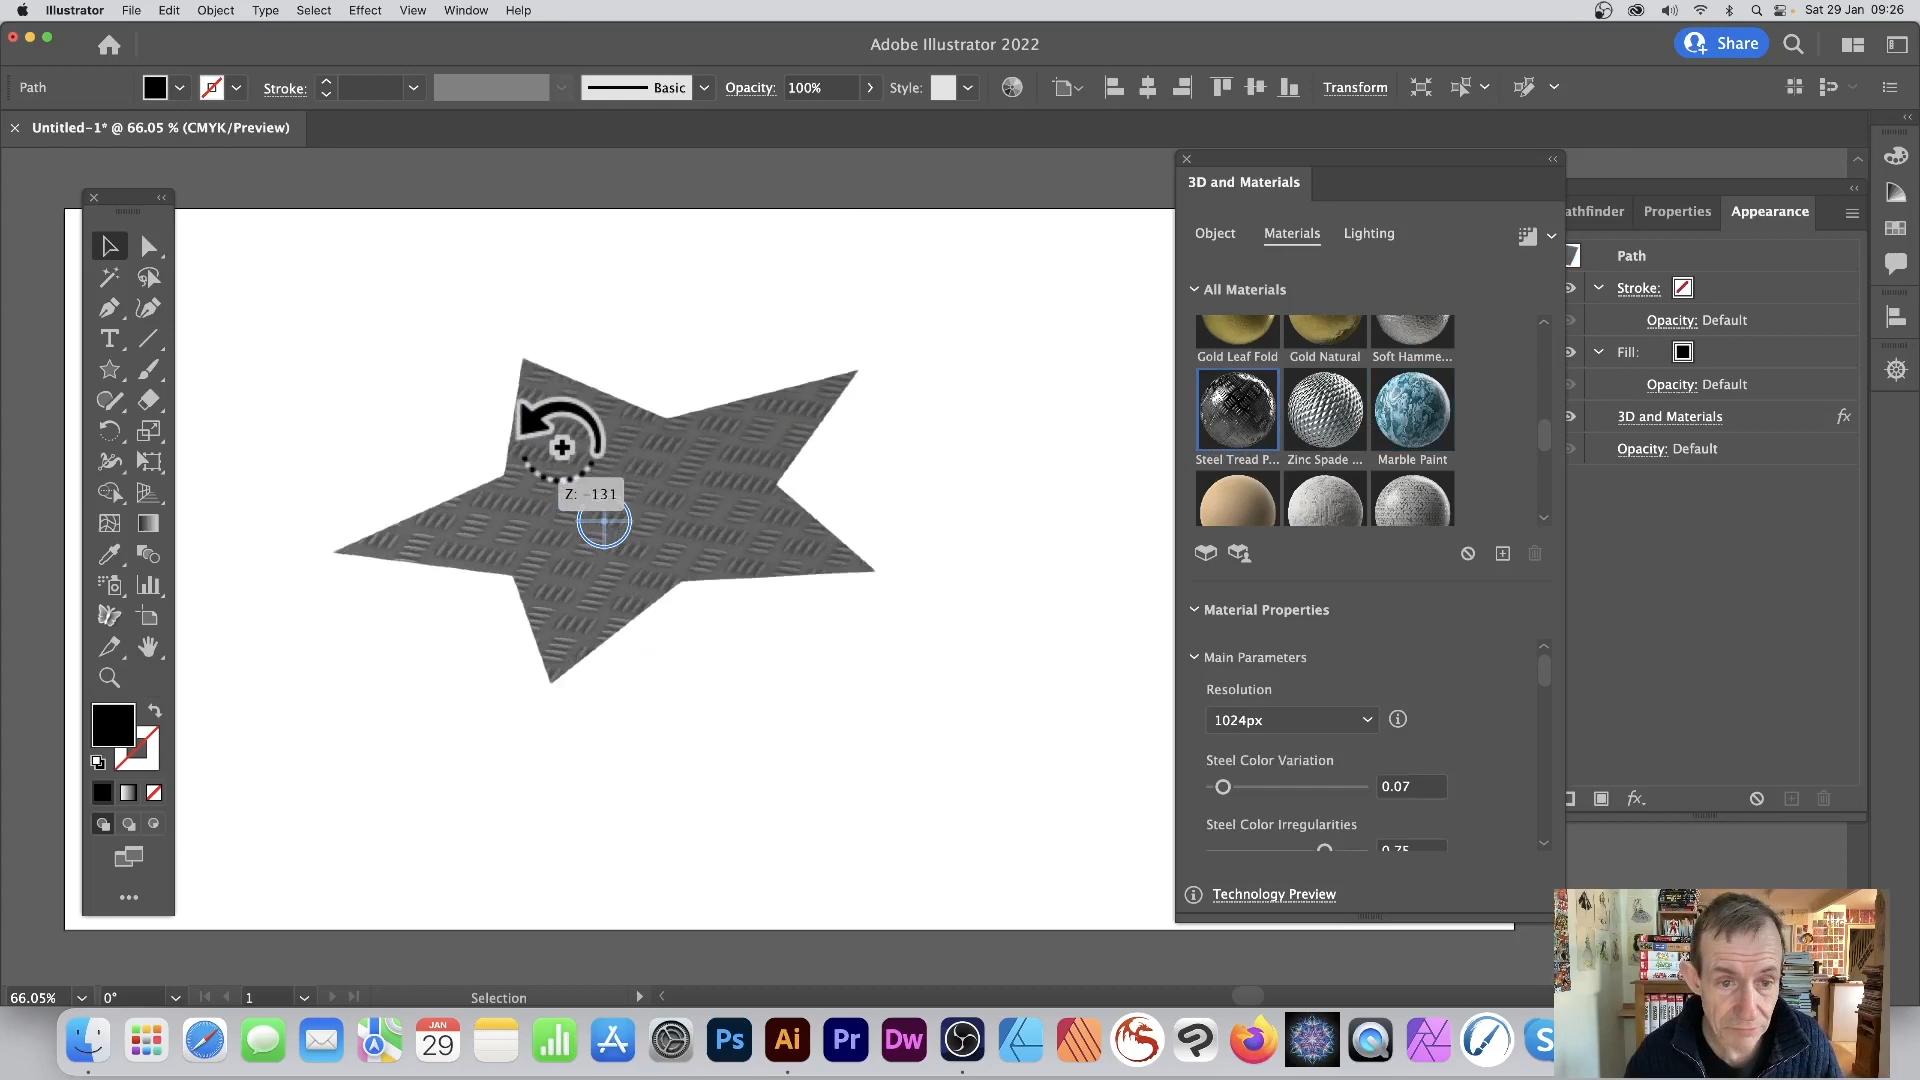 Illustrator File Edit Object Type Select Effect View Window Help Sat 29 Jan 09:26
Adobe Illustrator 2022 Share
Path Stroke: Basic Opacity: 100% Style: Transform
Untitled-1* @ 66.05 % (CMYK/Preview)
3D and Materials
Object Materials Lighting
All Materials
Gold Leaf Fold Gold Natural Soft Hamme...
Steel Tread P... Zinc Spade ... Marble Paint
Material Properties
Main Parameters
Resolution
1024px
Steel Color Variation
0.07
Steel Color Irregularities
0.75
Technology Preview
athfinder Properties Appearance
Path
Stroke:
Opacity: Default
Fill:
Opacity: Default
3D and Materials fx
Opacity: Default
fx
Z: -131
66.05% 0° 1 Selection
JAN
29
Ps Ai Pr Dw S